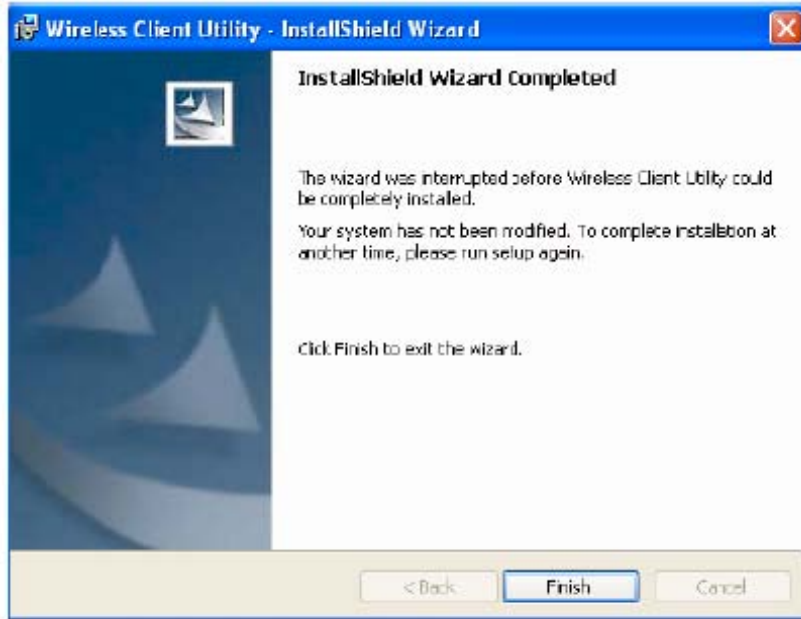 Wireless Client Utility - InstallShield Wizard
InstallShield Wizard Completed
The wizard was interrupted before Wireless Client Utility could
be completely installed.
Your system has not been modified. To complete installation at
another time, please run setup again.
Click Finish to exit the wizard.
< Back Finish Cancel